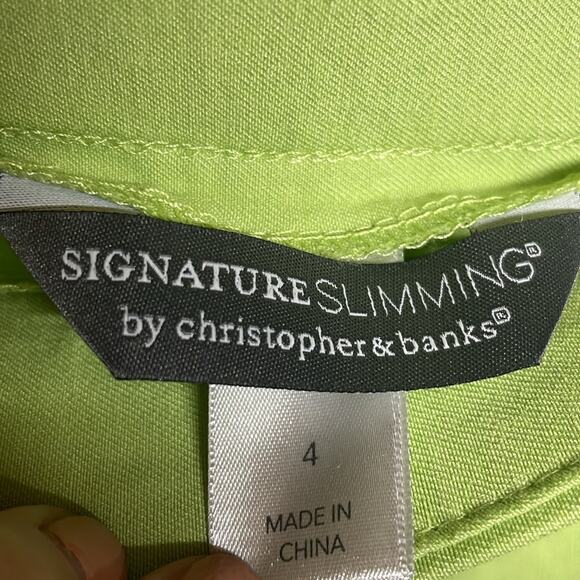 SIGNATURE SLIMMING®
by christopher & banks®
4
MADE IN
CHINA